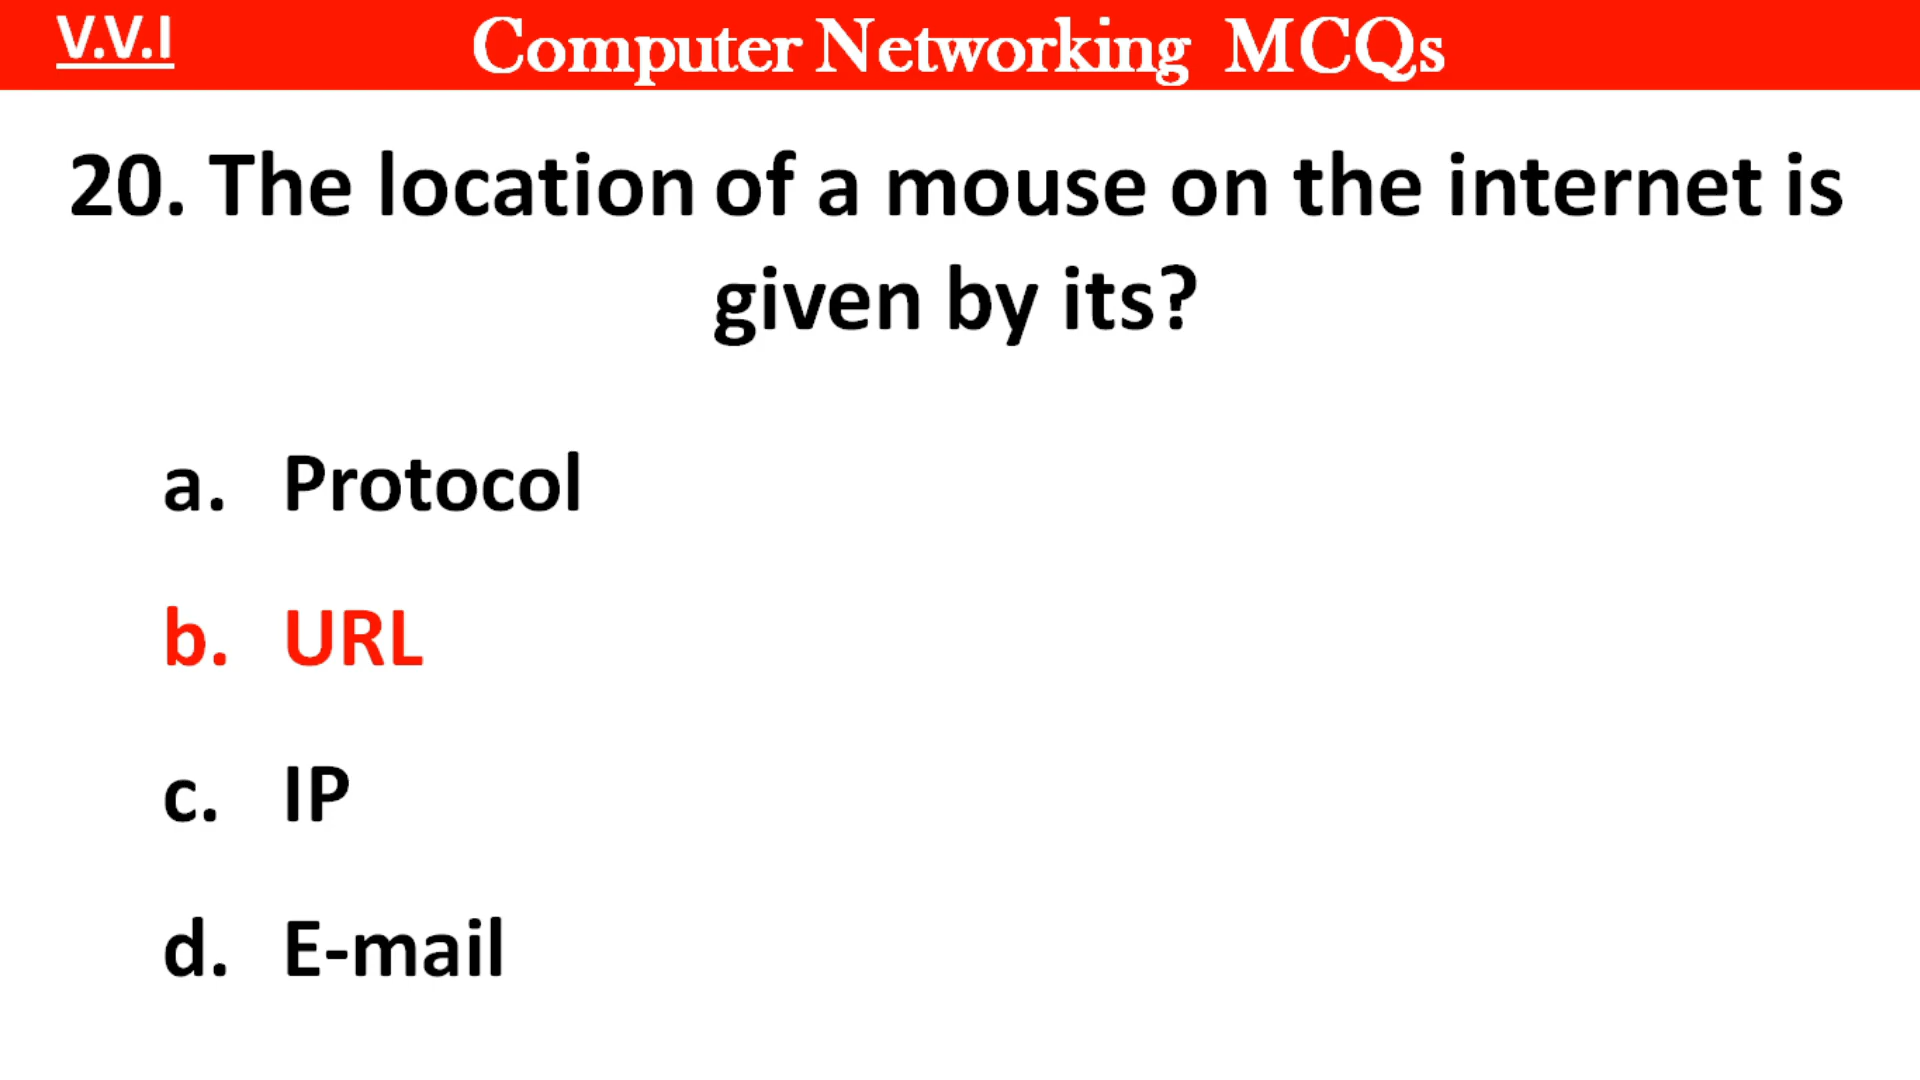 V.V.I
Computer Networking MCQs
20. The location of a mouse on the internet is
given by its?
a. Protocol
b. URL
c. IP
d. E-mail